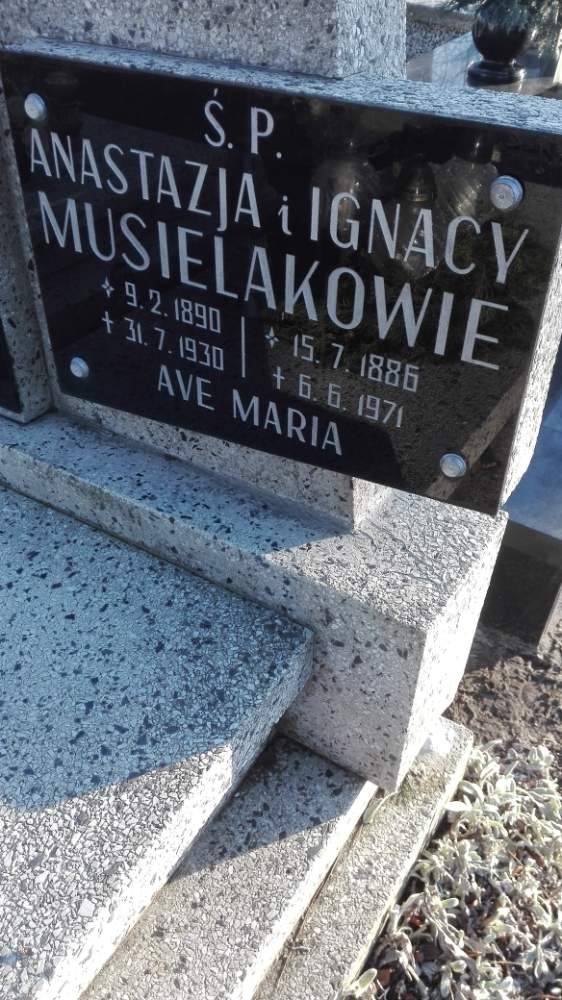 Ś. P.
ANASTAZJA i IGNACY
MUSIELAKOWIE
✧ 9. 2. 1890 | ✧ 15. 7. 1886
✝ 31. 7. 1930 | ✝ 6. 6. 1971
AVE MARIA